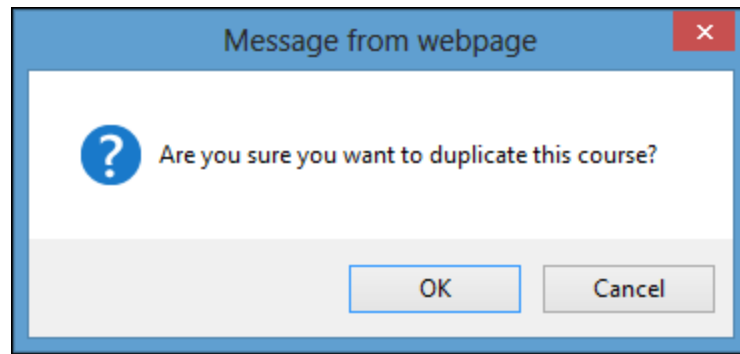 Message from webpage
Are you sure you want to duplicate this course?
OK
Cancel